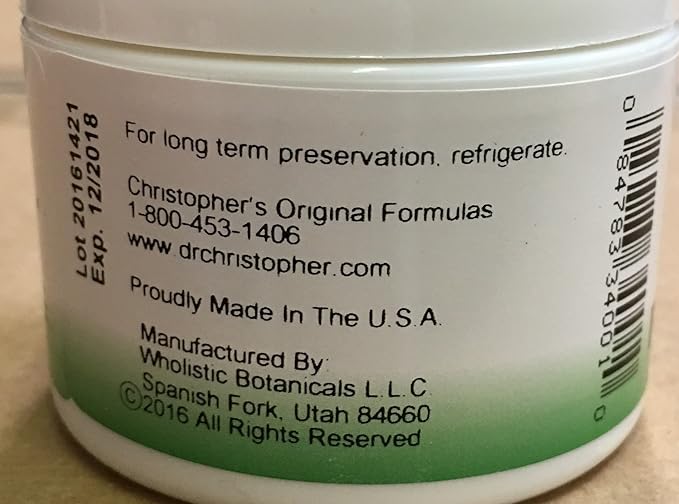 Lot 20161421
Exp. 12/2018
For long term preservation, refrigerate.
Christopher's Original Formulas
1-800-453-1406
www.drchristopher.com
Proudly Made In The U.S.A.
Manufactured By:
Wholistic Botanicals L.L.C.
Spanish Fork, Utah 84660
©2016 All Rights Reserved
0 84783 34001 0